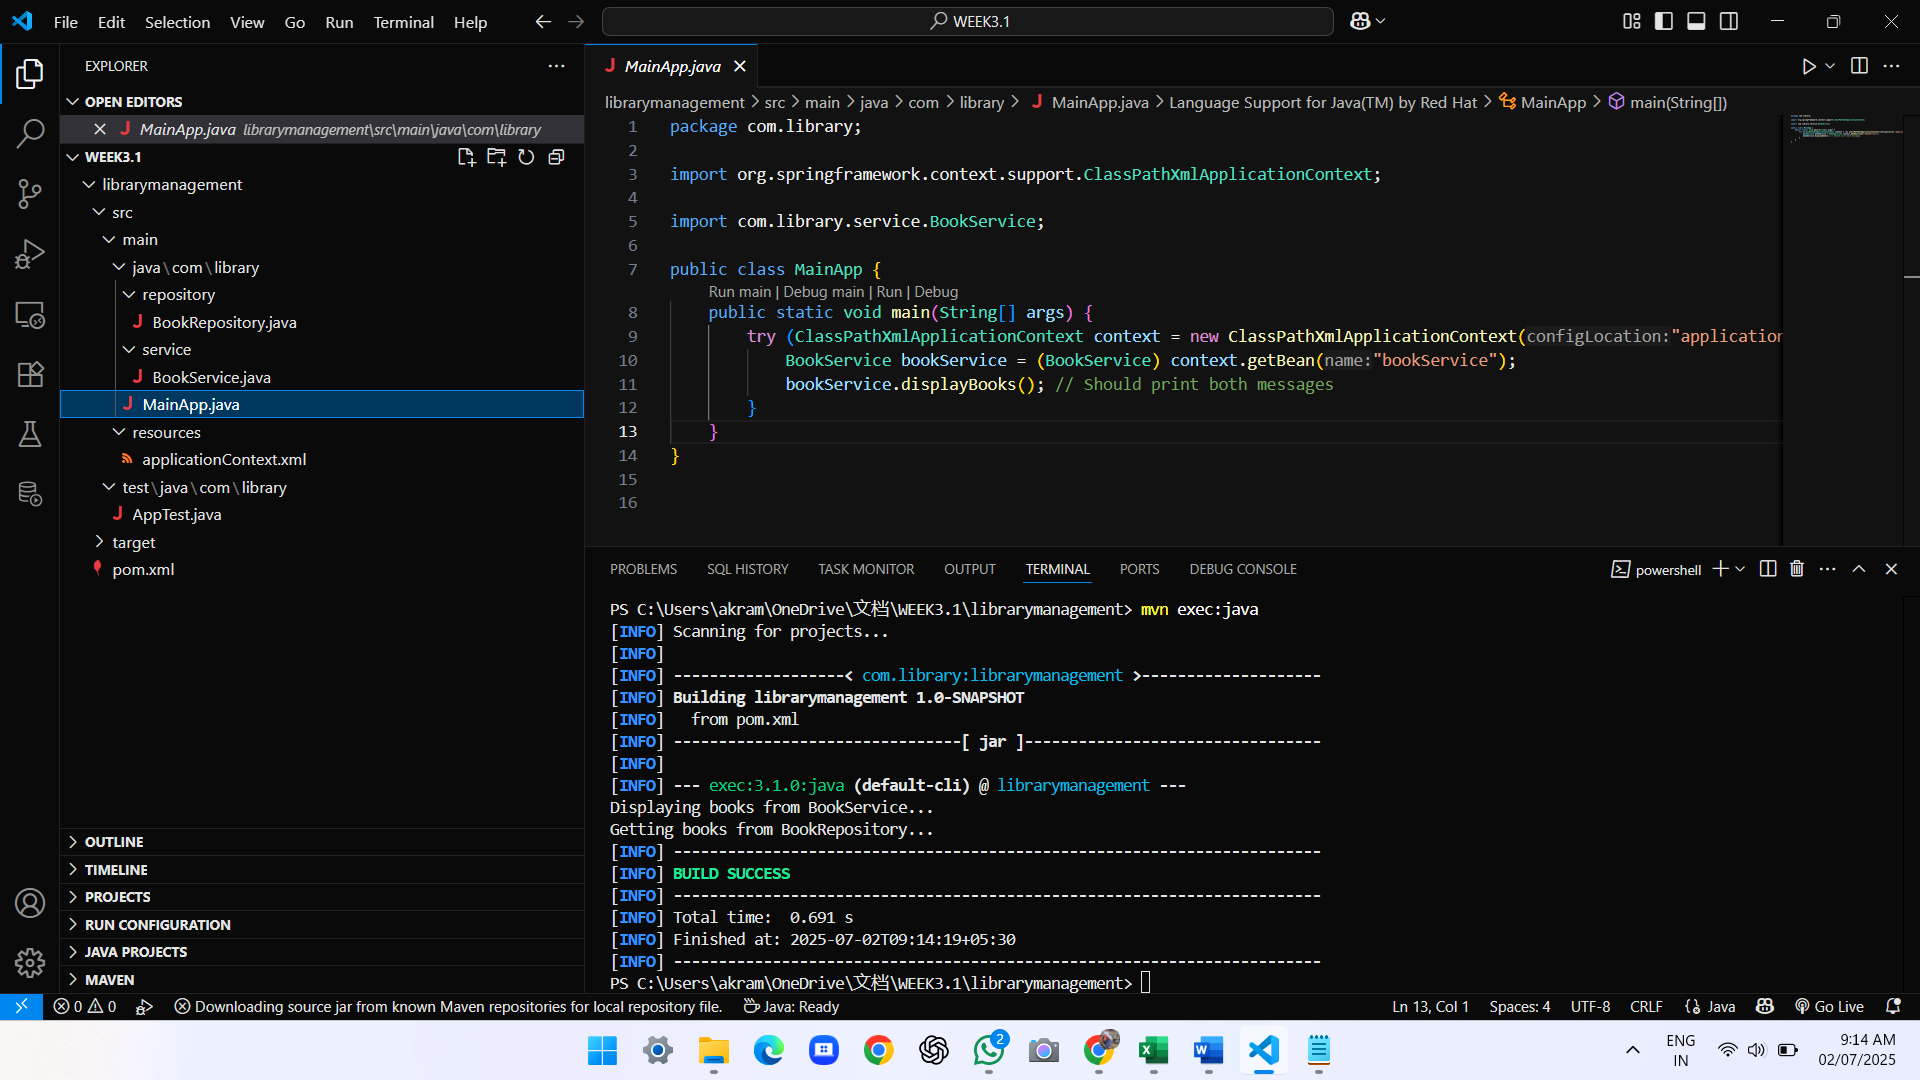 File Edit Selection View Go Run Terminal Help
WEEK3.1
EXPLORER
OPEN EDITORS
MainApp.java librarymanagement\src\main\java\com\library
WEEK3.1
librarymanagement
src
main
java\com\library
repository
BookRepository.java
service
BookService.java
MainApp.java
resources
applicationContext.xml
test\java\com\library
AppTest.java
target
pom.xml
OUTLINE
TIMELINE
PROJECTS
RUN CONFIGURATION
JAVA PROJECTS
MAVEN
MainApp.java
librarymanagement > src > main > java > com > library > MainApp.java > Language Support for Java(TM) by Red Hat > MainApp > main(String[])
1 package com.library;
2
3 import org.springframework.context.support.ClassPathXmlApplicationContext;
4
5 import com.library.service.BookService;
6
7 public class MainApp {
Run main | Debug main | Run | Debug
8 public static void main(String[] args) {
9 try (ClassPathXmlApplicationContext context = new ClassPathXmlApplicationContext(configLocation:"application
10 BookService bookService = (BookService) context.getBean(name:"bookService");
11 bookService.displayBooks(); // Should print both messages
12 }
13 }
14 }
15
16
PROBLEMS SQL HISTORY TASK MONITOR OUTPUT TERMINAL PORTS DEBUG CONSOLE
powershell
PS C:\Users\akram\OneDrive\文档\WEEK3.1\librarymanagement> mvn exec:java
[INFO] Scanning for projects...
[INFO]
[INFO] -------------------< com.library:librarymanagement >--------------------
[INFO] Building librarymanagement 1.0-SNAPSHOT
[INFO]   from pom.xml
[INFO] --------------------------------[ jar ]---------------------------------
[INFO]
[INFO] --- exec:3.1.0:java (default-cli) @ librarymanagement ---
Displaying books from BookService...
Getting books from BookRepository...
[INFO] ------------------------------------------------------------------------
[INFO] BUILD SUCCESS
[INFO] ------------------------------------------------------------------------
[INFO] Total time:  0.691 s
[INFO] Finished at: 2025-07-02T09:14:19+05:30
[INFO] ------------------------------------------------------------------------
PS C:\Users\akram\OneDrive\文档\WEEK3.1\librarymanagement>
0 0 Downloading source jar from known Maven repositories for local repository file. Java: Ready
Ln 13, Col 1 Spaces: 4 UTF-8 CRLF Java Go Live
2
ENG
IN
9:14 AM
02/07/2025